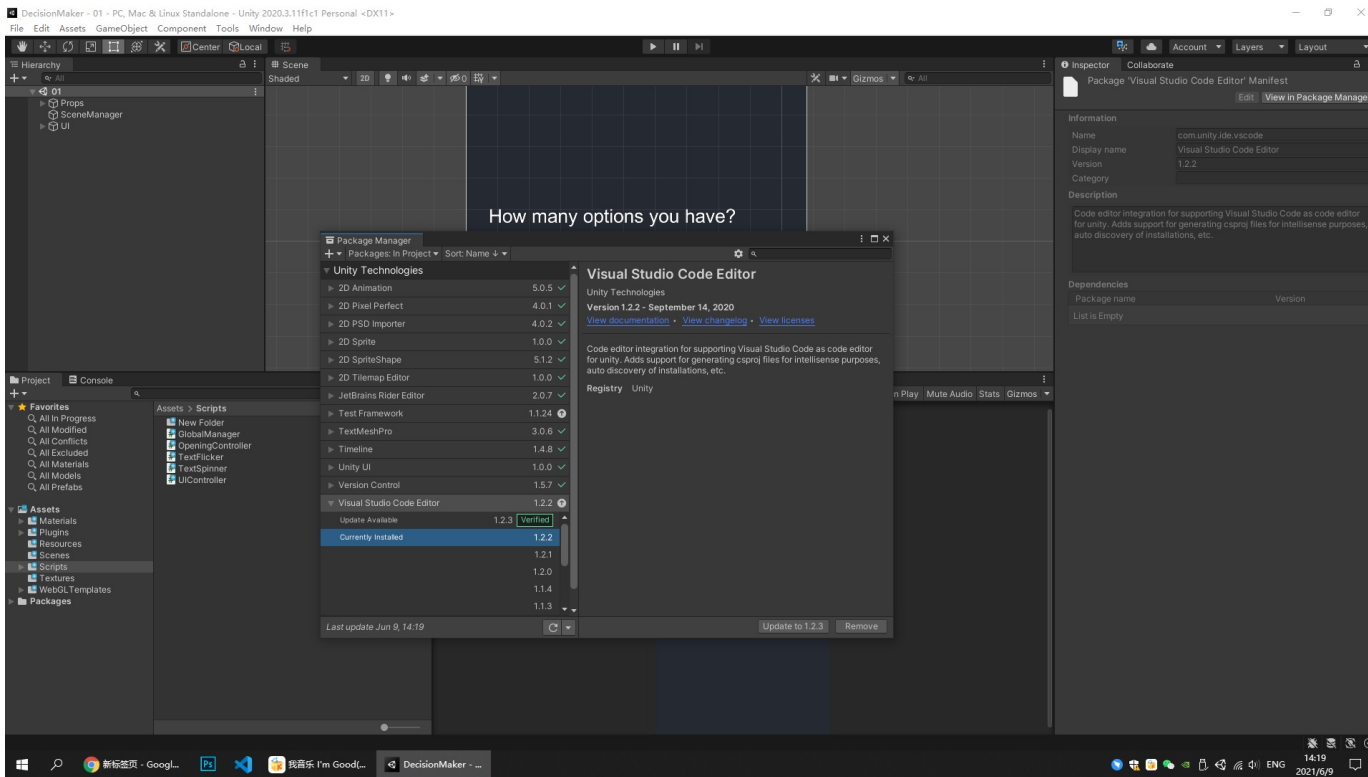 DecisionMaker - 01 - PC, Mac & Linux Standalone - Unity 2020.3.11f1c1 Personal <DX11>
File Edit Assets GameObject Component Tools Window Help
Center Local
Account Layers Layout
Hierarchy
All
01
Props
SceneManager
UI
Scene
Shaded 2D 0 Gizmos All
How many options you have?
Inspector Collaborate
Package 'Visual Studio Code Editor' Manifest
Edit View in Package Manage
Information
Name com.unity.ide.vscode
Display name Visual Studio Code Editor
Version 1.2.2
Category
Description
Code editor integration for supporting Visual Studio Code as code editor
for unity. Adds support for generating csproj files for intellisense purposes,
auto discovery of installations, etc.
Dependencies
Package name Version
List is Empty
Package Manager
Packages: In Project Sort: Name ↓
Unity Technologies
2D Animation 5.0.5
2D Pixel Perfect 4.0.1
2D PSD Importer 4.0.2
2D Sprite 1.0.0
2D SpriteShape 5.1.2
2D Tilemap Editor 1.0.0
JetBrains Rider Editor 2.0.7
Test Framework 1.1.24
TextMeshPro 3.0.6
Timeline 1.4.8
Unity UI 1.0.0
Version Control 1.5.7
Visual Studio Code Editor 1.2.2
Update Available 1.2.3 Verified
Currently Installed 1.2.2
1.2.1
1.2.0
1.1.4
1.1.3
Last update Jun 9, 14:19
Visual Studio Code Editor
Unity Technologies
Version 1.2.2 - September 14, 2020
View documentation • View changelog • View licenses
Code editor integration for supporting Visual Studio Code as code editor
for unity. Adds support for generating csproj files for intellisense purposes,
auto discovery of installations, etc.
Registry Unity
Update to 1.2.3 Remove
Project Console
Favorites
All In Progress
All Modified
All Conflicts
All Excluded
All Materials
All Models
All Prefabs
Assets
Materials
Plugins
Resources
Scenes
Scripts
Textures
WebGLTemplates
Packages
Assets > Scripts
New Folder
GlobalManager
OpeningController
TextFlicker
TextSpinner
UIController
n Play Mute Audio Stats Gizmos
新标签页 - Googl...
Ps
我音乐 I'm Good(...
DecisionMaker - ...
ENG
14:19
2021/6/9